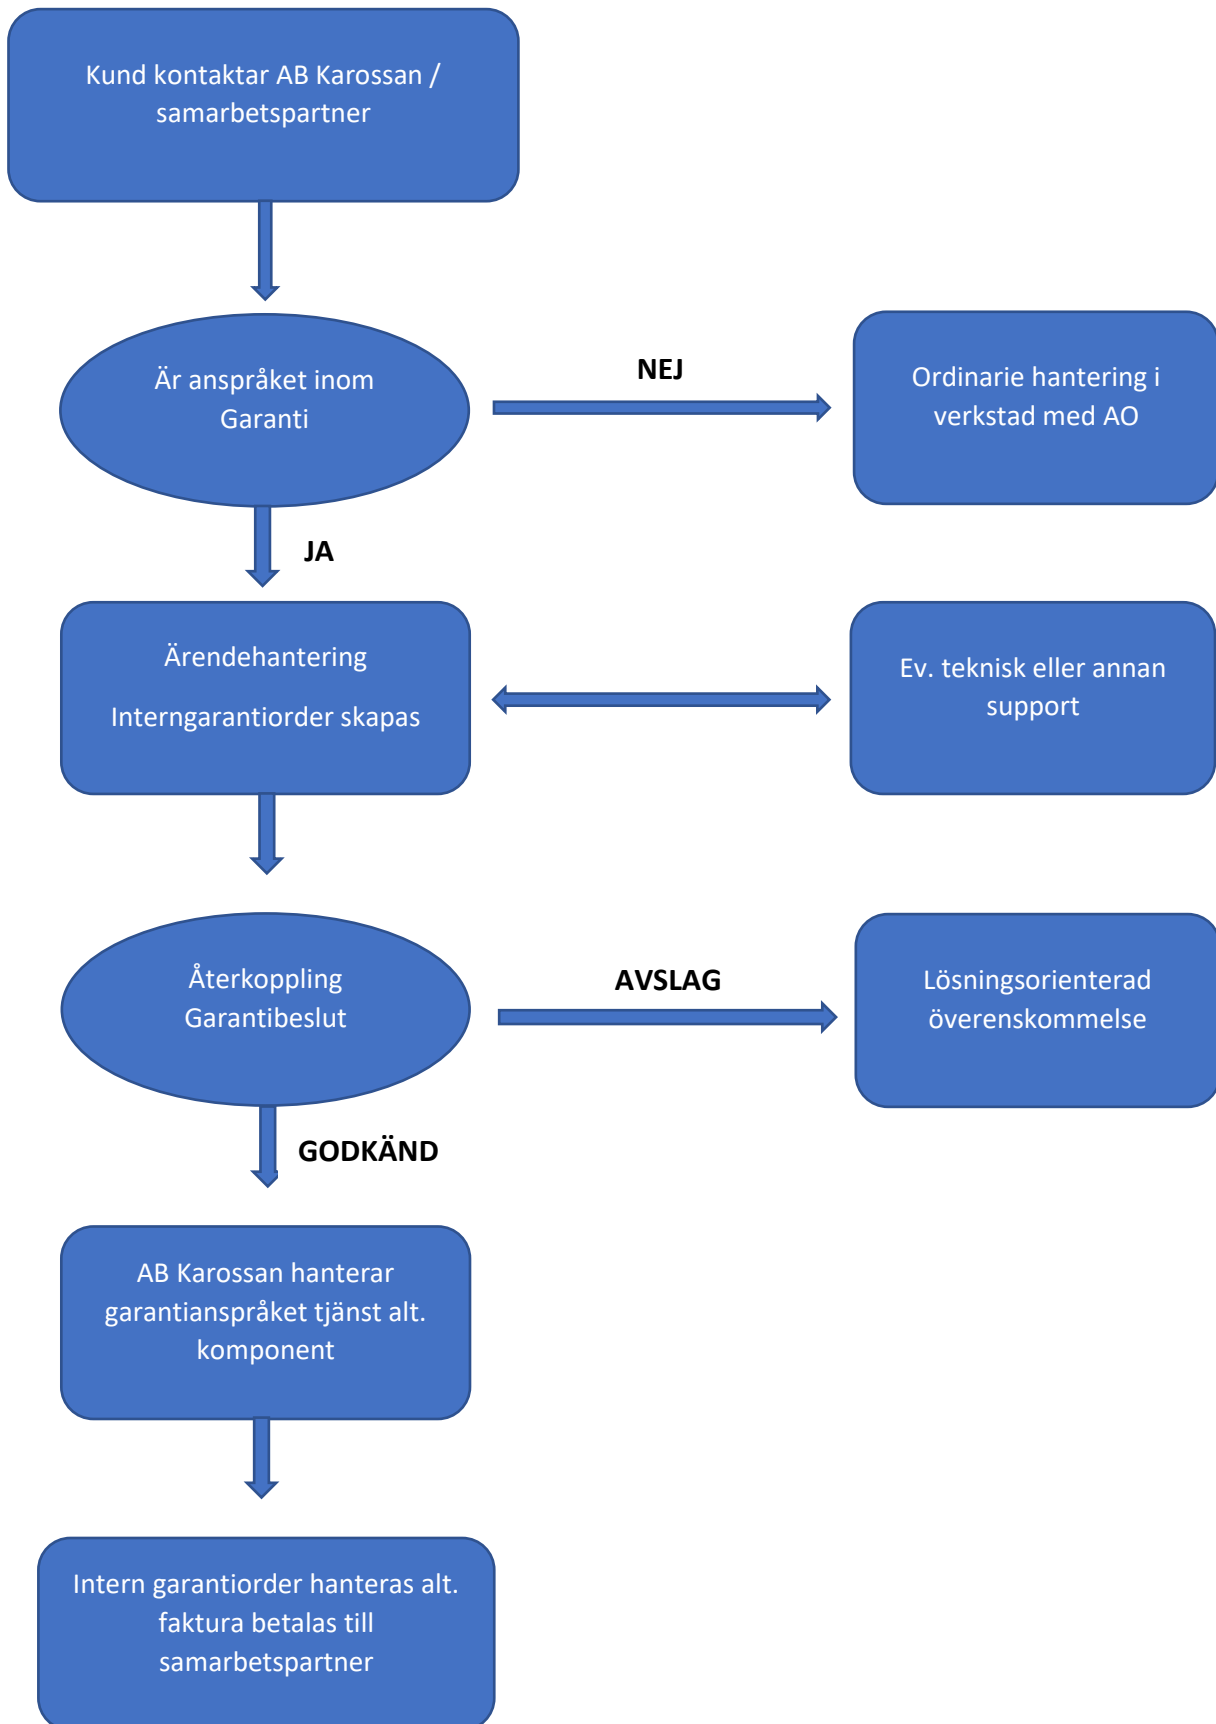 Kund kontaktar AB Karossan /
samarbetspartner
Är anspråket inom
Garanti
NEJ
Ordinarie hantering i
verkstad med AO
JA
Ärendehantering
Interngarantiorder skapas
Ev. teknisk eller annan
support
Återkoppling
Garantibeslut
AVSLAG
Lösningsorienterad
överenskommelse
GODKÄND
AB Karossan hanterar
garantianspråket tjänst alt.
komponent
Intern garantiorder hanteras alt.
faktura betalas till
samarbetspartner